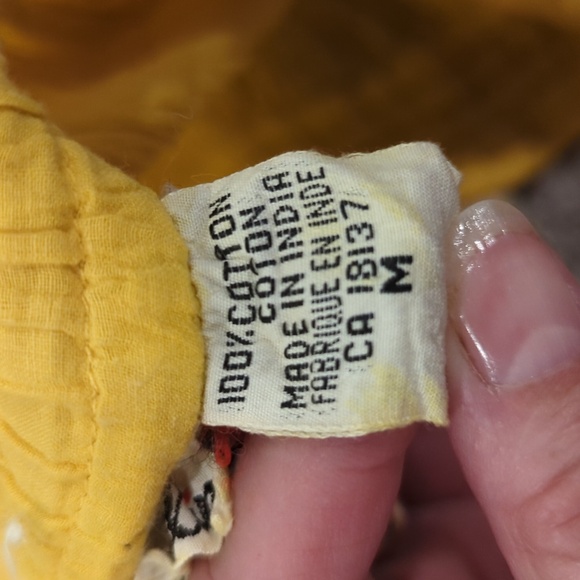 100% COTTON
COTON
MADE IN INDIA
FABRIQUE EN INDE
CA 18137
M